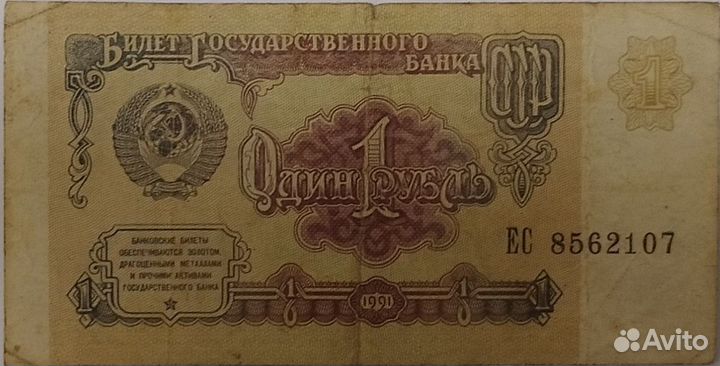 Билет Государственного
банка СССР
1
Один 1 рубль
ЕС 8562107
БАНКОВСКИЕ БИЛЕТЫ
ОБЕСПЕЧИВАЮТСЯ ЗОЛОТОМ,
ДРАГОЦЕННЫМИ МЕТАЛЛАМИ
И ПРОЧИМИ АКТИВАМИ
ГОСУДАРСТВЕННОГО БАНКА
1 1 1991 1 1
Avito